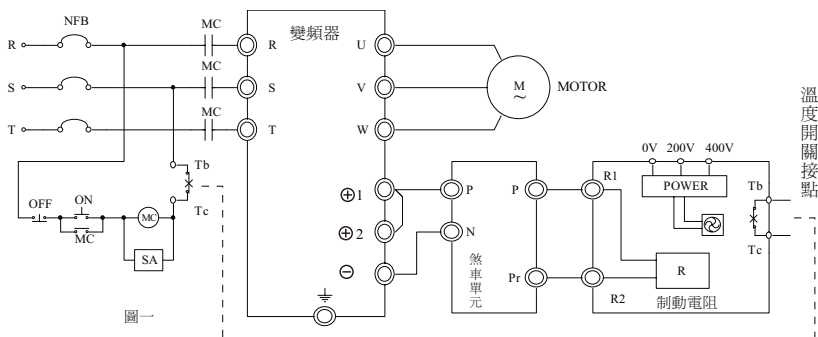 NFB
MC
R
R
變頻器
U
MC
S
S
V
M
~
MOTOR
MC
T
T
W
溫度開關接點
0V 200V 400V
Tb
⊕1
P
P
R1
POWER
Tb
Tc
OFF
ON
MC
MC
⊕2
N
Tc
SA
⊖
煞車單元
Pr
R
R2
制動電阻
圖一